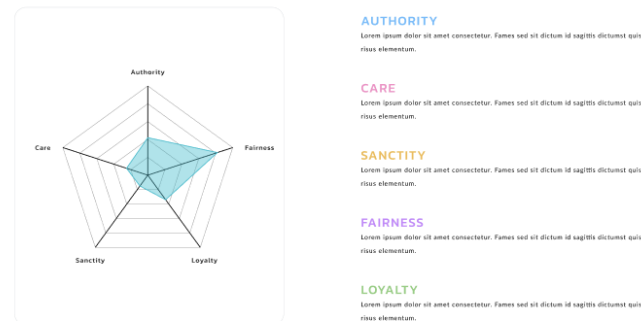 Authority
Care
Fairness
Sanctity
Loyalty
AUTHORITY
Lorem ipsum dolor sit amet consectetur. Fames sed sit dictum id sagittis dictumst quis
risus elementum.
CARE
Lorem ipsum dolor sit amet consectetur. Fames sed sit dictum id sagittis dictumst quis
risus elementum.
SANCTITY
Lorem ipsum dolor sit amet consectetur. Fames sed sit dictum id sagittis dictumst quis
risus elementum.
FAIRNESS
Lorem ipsum dolor sit amet consectetur. Fames sed sit dictum id sagittis dictumst quis
risus elementum.
LOYALTY
Lorem ipsum dolor sit amet consectetur. Fames sed sit dictum id sagittis dictumst quis
risus elementum.